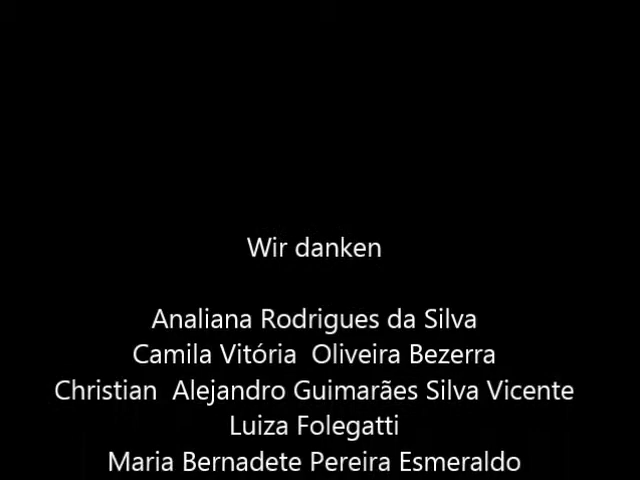 Wir danken
Analiana Rodrigues da Silva
Camila Vitória  Oliveira Bezerra
Christian  Alejandro Guimarães Silva Vicente
Luiza Folegatti
Maria Bernadete Pereira Esmeraldo